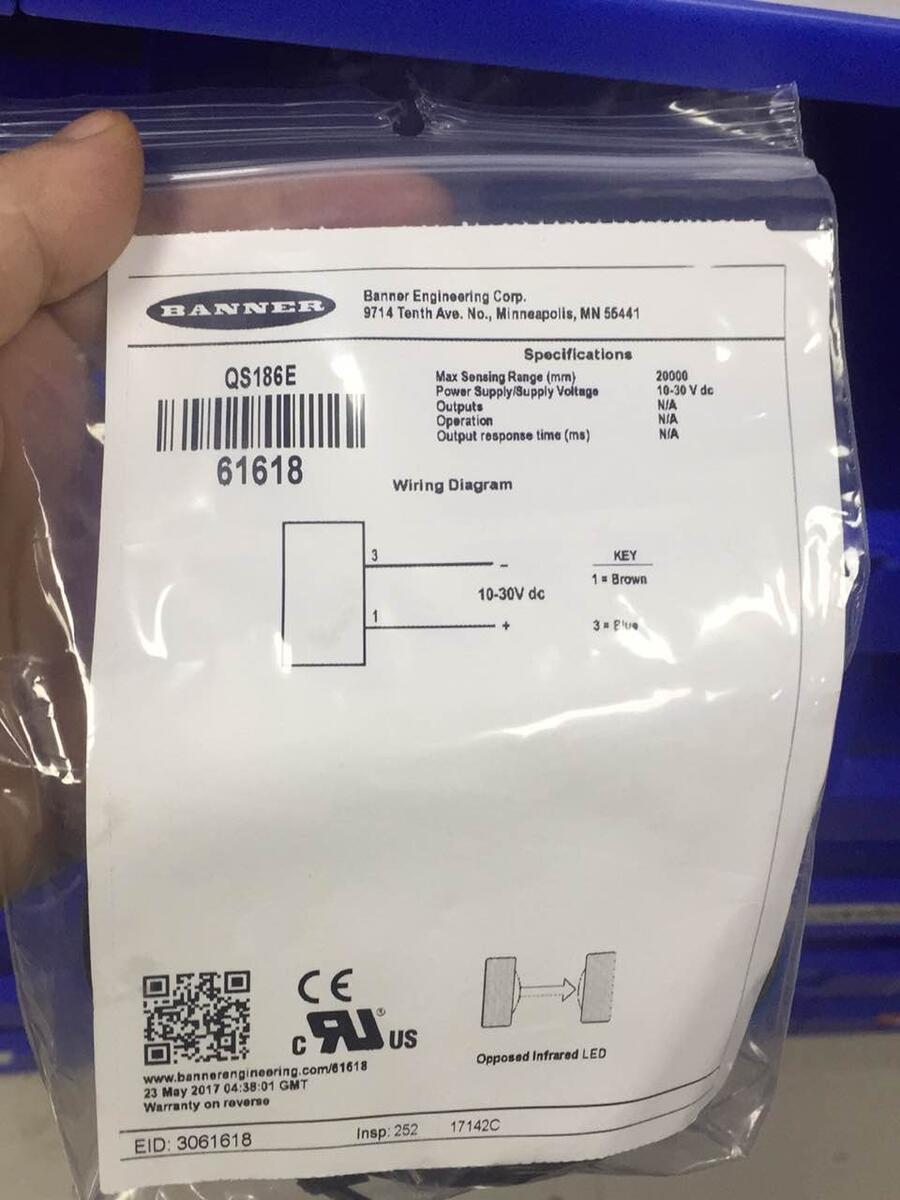 BANNER
Banner Engineering Corp.
9714 Tenth Ave. No., Minneapolis, MN 55441
QS186E
61618
Specifications
Max Sensing Range (mm) 20000
Power Supply/Supply Voltage 10-30 V dc
Outputs N/A
Operation N/A
Output response time (ms) N/A
Wiring Diagram
3
–
10-30V dc
1
+
KEY
1 = Brown
3 = Blue
CE
c RU ® US
Opposed Infrared LED
www.bannerengineering.com/61618
23 May 2017 04:38:01 GMT
Warranty on reverse
EID: 3061618 Insp: 252 17142C